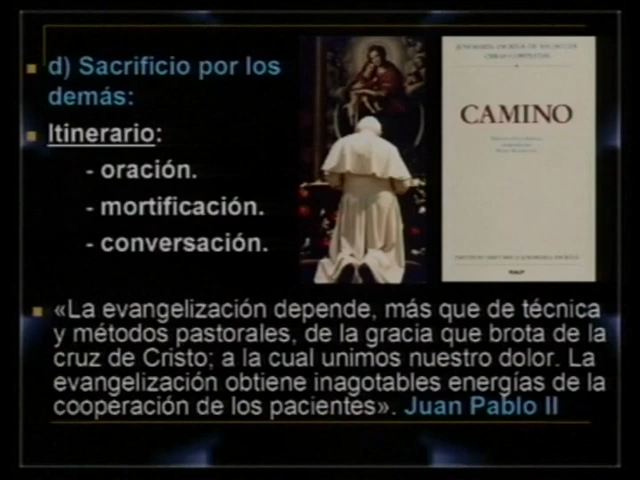 d) Sacrificio por los
demás:
Itinerario:
- oración.
- mortificación.
- conversación.
CAMINO
RIALP
«La evangelización depende, más que de técnica
y métodos pastorales, de la gracia que brota de la
cruz de Cristo; a la cual unimos nuestro dolor. La
evangelización obtiene inagotables energías de la
cooperación de los pacientes». Juan Pablo II